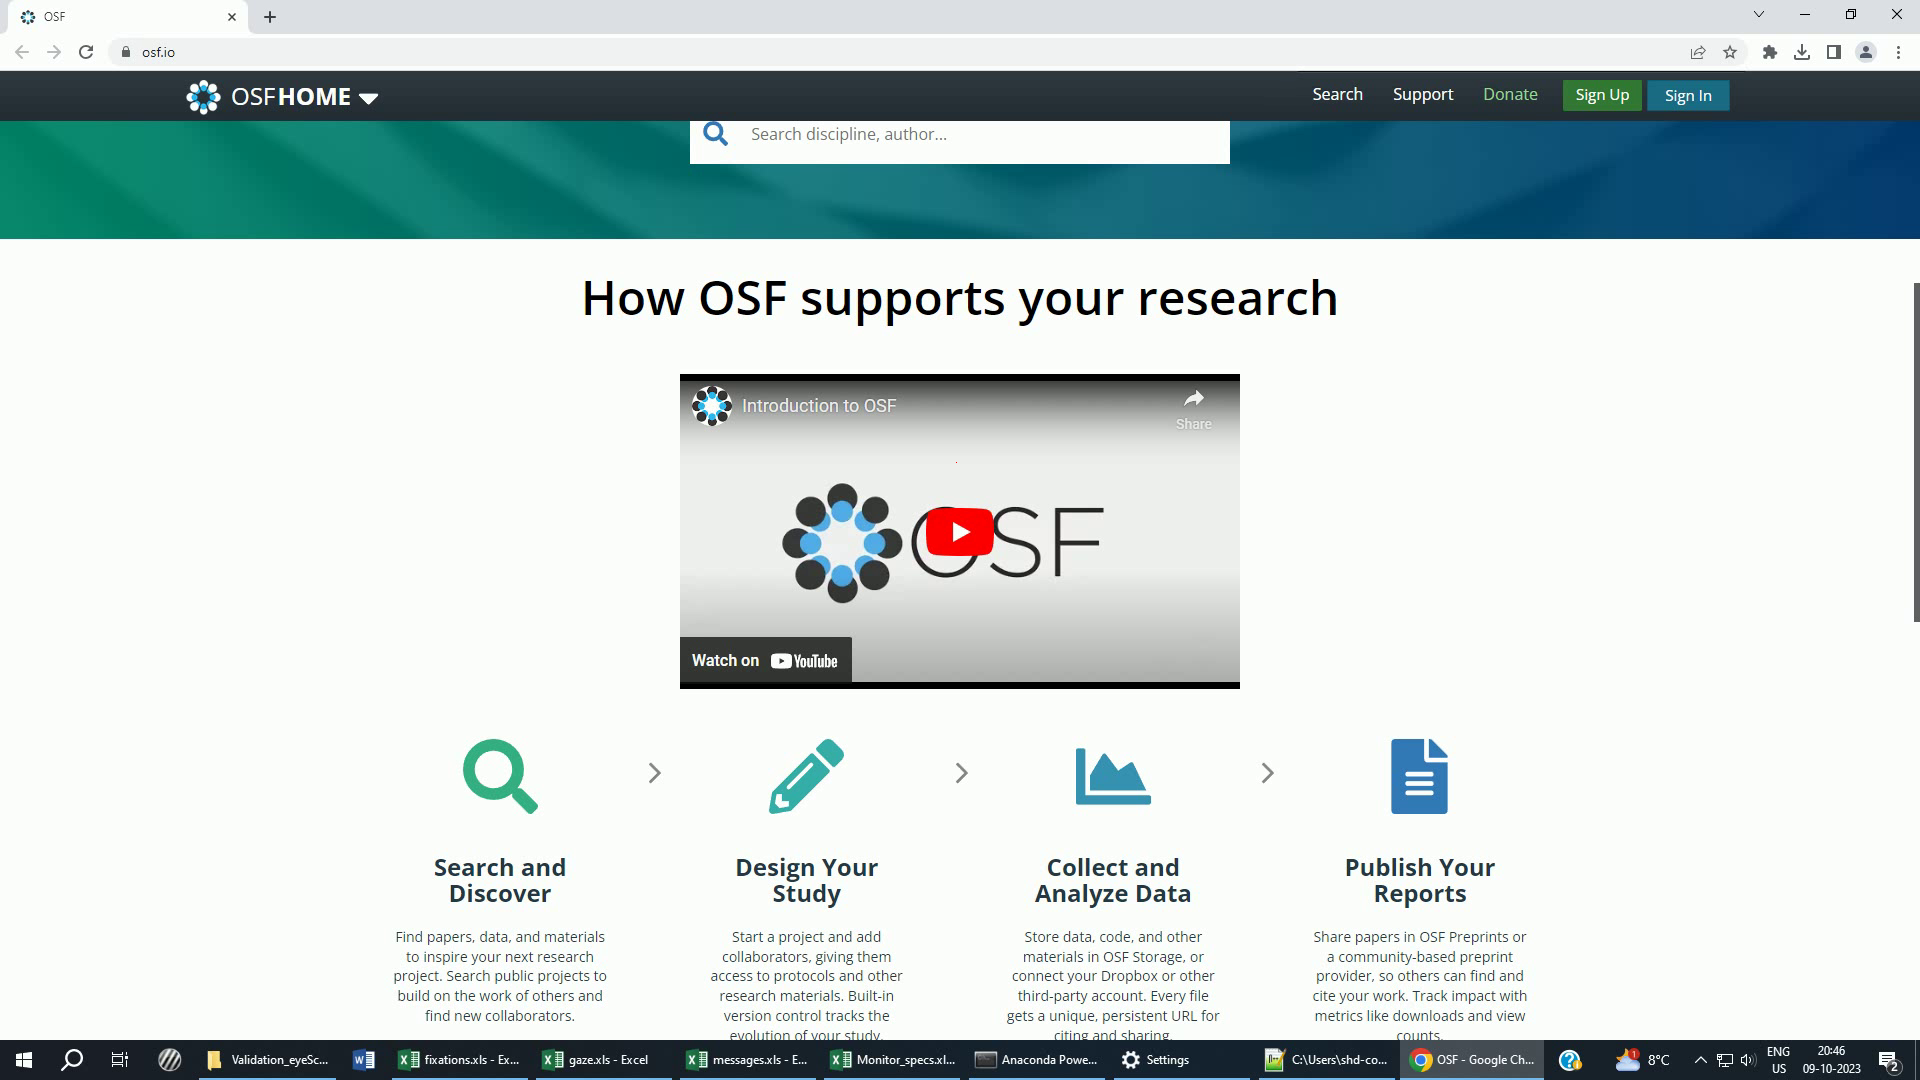 OSF
osf.io
OSFHOME
Search
Support
Donate
Sign Up
Sign In
Search discipline, author...
How OSF supports your research
Introduction to OSF
Share
OSF
Watch on YouTube
Search and
Discover
Find papers, data, and materials
to inspire your next research
project. Search public projects to
build on the work of others and
find new collaborators.
Design Your
Study
Start a project and add
collaborators, giving them
access to protocols and other
research materials. Built-in
version control tracks the
evolution of your study.
Collect and
Analyze Data
Store data, code, and other
materials in OSF Storage, or
connect your Dropbox or other
third-party account. Every file
gets a unique, persistent URL for
citing and sharing.
Publish Your
Reports
Share papers in OSF Preprints or
a community-based preprint
provider, so others can find and
cite your work. Track impact with
metrics like downloads and view
counts.
Validation_eyeSc...
fixations.xls - Ex...
gaze.xls - Excel
messages.xls - E...
Monitor_specs.xl...
Anaconda Powe...
Settings
C:\Users\shd-co...
OSF - Google Ch...
1
8°C
ENG
US
20:46
09-10-2023
2